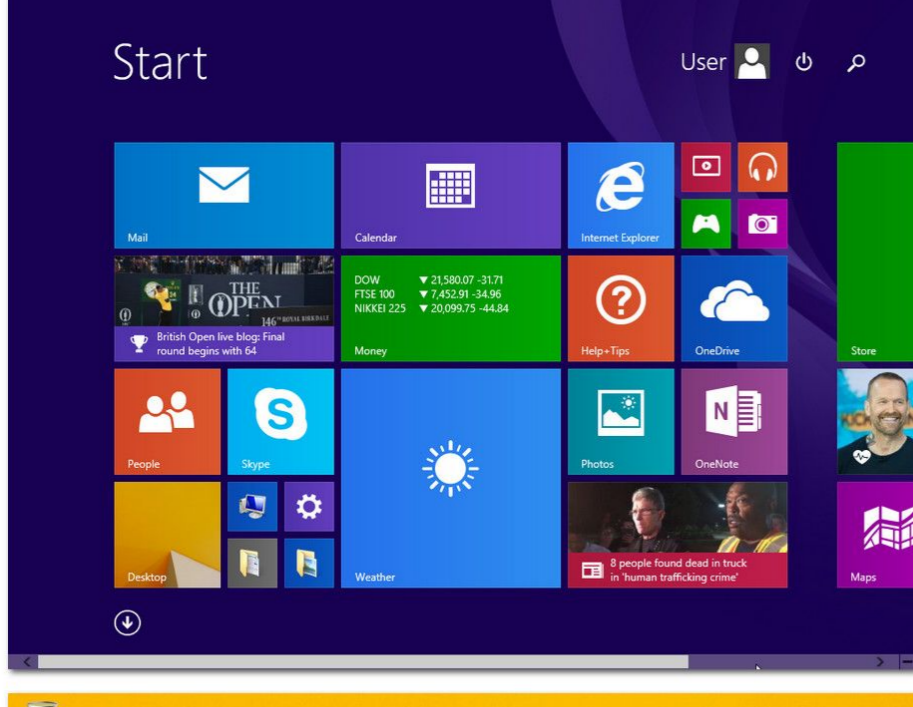 Start
User
Mail
Calendar
Internet Explorer
THE
OPEN
146TH ROYAL BIRKDALE
British Open live blog: Final
round begins with 64
DOW ▼ 21,580.07 -31.71
FTSE 100 ▼ 7,452.91 -34.96
NIKKEI 225 ▼ 20,099.75 -44.84
Money
Help+Tips
OneDrive
Store
People
Skype
Photos
N
OneNote
Desktop
Weather
8 people found dead in truck
in 'human trafficking crime'
Maps